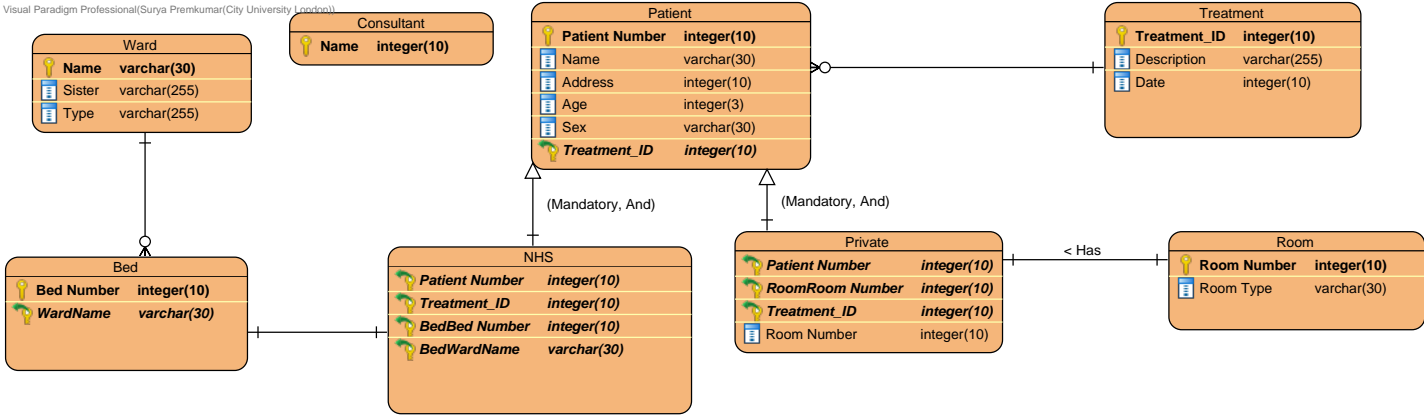 Visual Paradigm Professional(Surya Premkumar(City University London))
Ward
Name varchar(30)
Sister varchar(255)
Type varchar(255)
Consultant
Name integer(10)
Patient
Patient Number integer(10)
Name varchar(30)
Address integer(10)
Age integer(3)
Sex varchar(30)
Treatment_ID integer(10)
Treatment
Treatment_ID integer(10)
Description varchar(255)
Date integer(10)
(Mandatory, And)
(Mandatory, And)
Bed
Bed Number integer(10)
WardName varchar(30)
NHS
Patient Number integer(10)
Treatment_ID integer(10)
BedBed Number integer(10)
BedWardName varchar(30)
Private
Patient Number integer(10)
RoomRoom Number integer(10)
Treatment_ID integer(10)
Room Number integer(10)
< Has
Room
Room Number integer(10)
Room Type varchar(30)